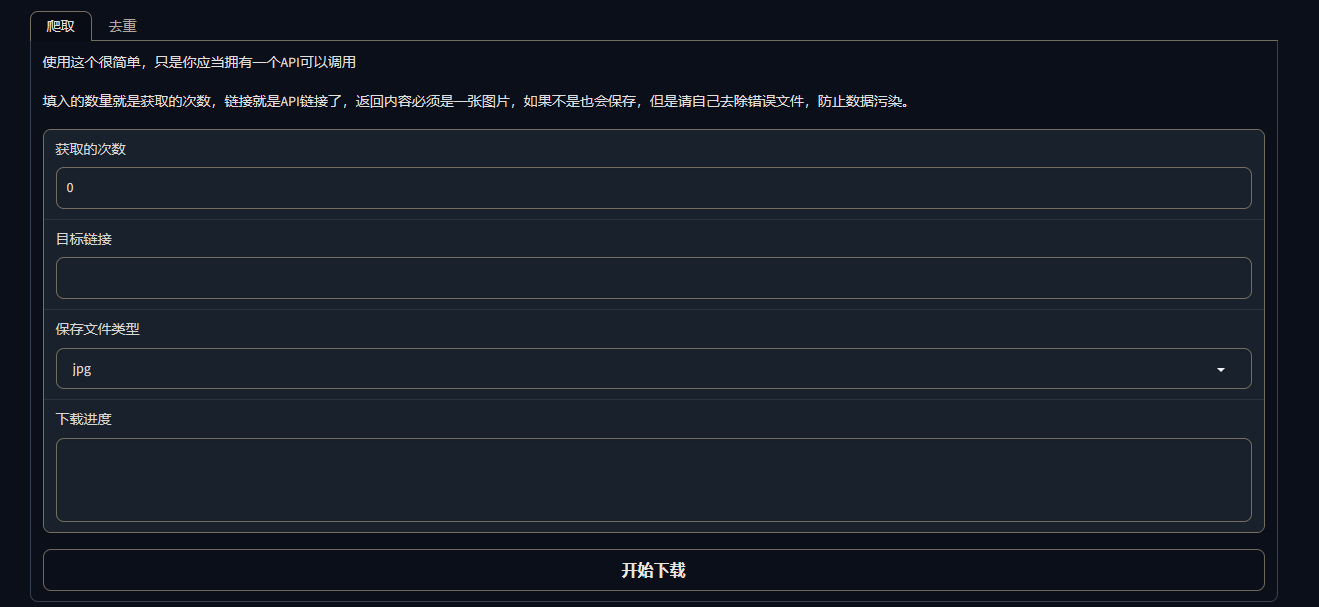 爬取 去重
使用这个很简单，只是你应当拥有一个API可以调用
填入的数量就是获取的次数，链接就是API链接了，返回内容必须是一张图片，如果不是也会保存，但是请自己去除错误文件，防止数据污染。
获取的次数
0
目标链接
保存文件类型
jpg
下载进度
开始下载